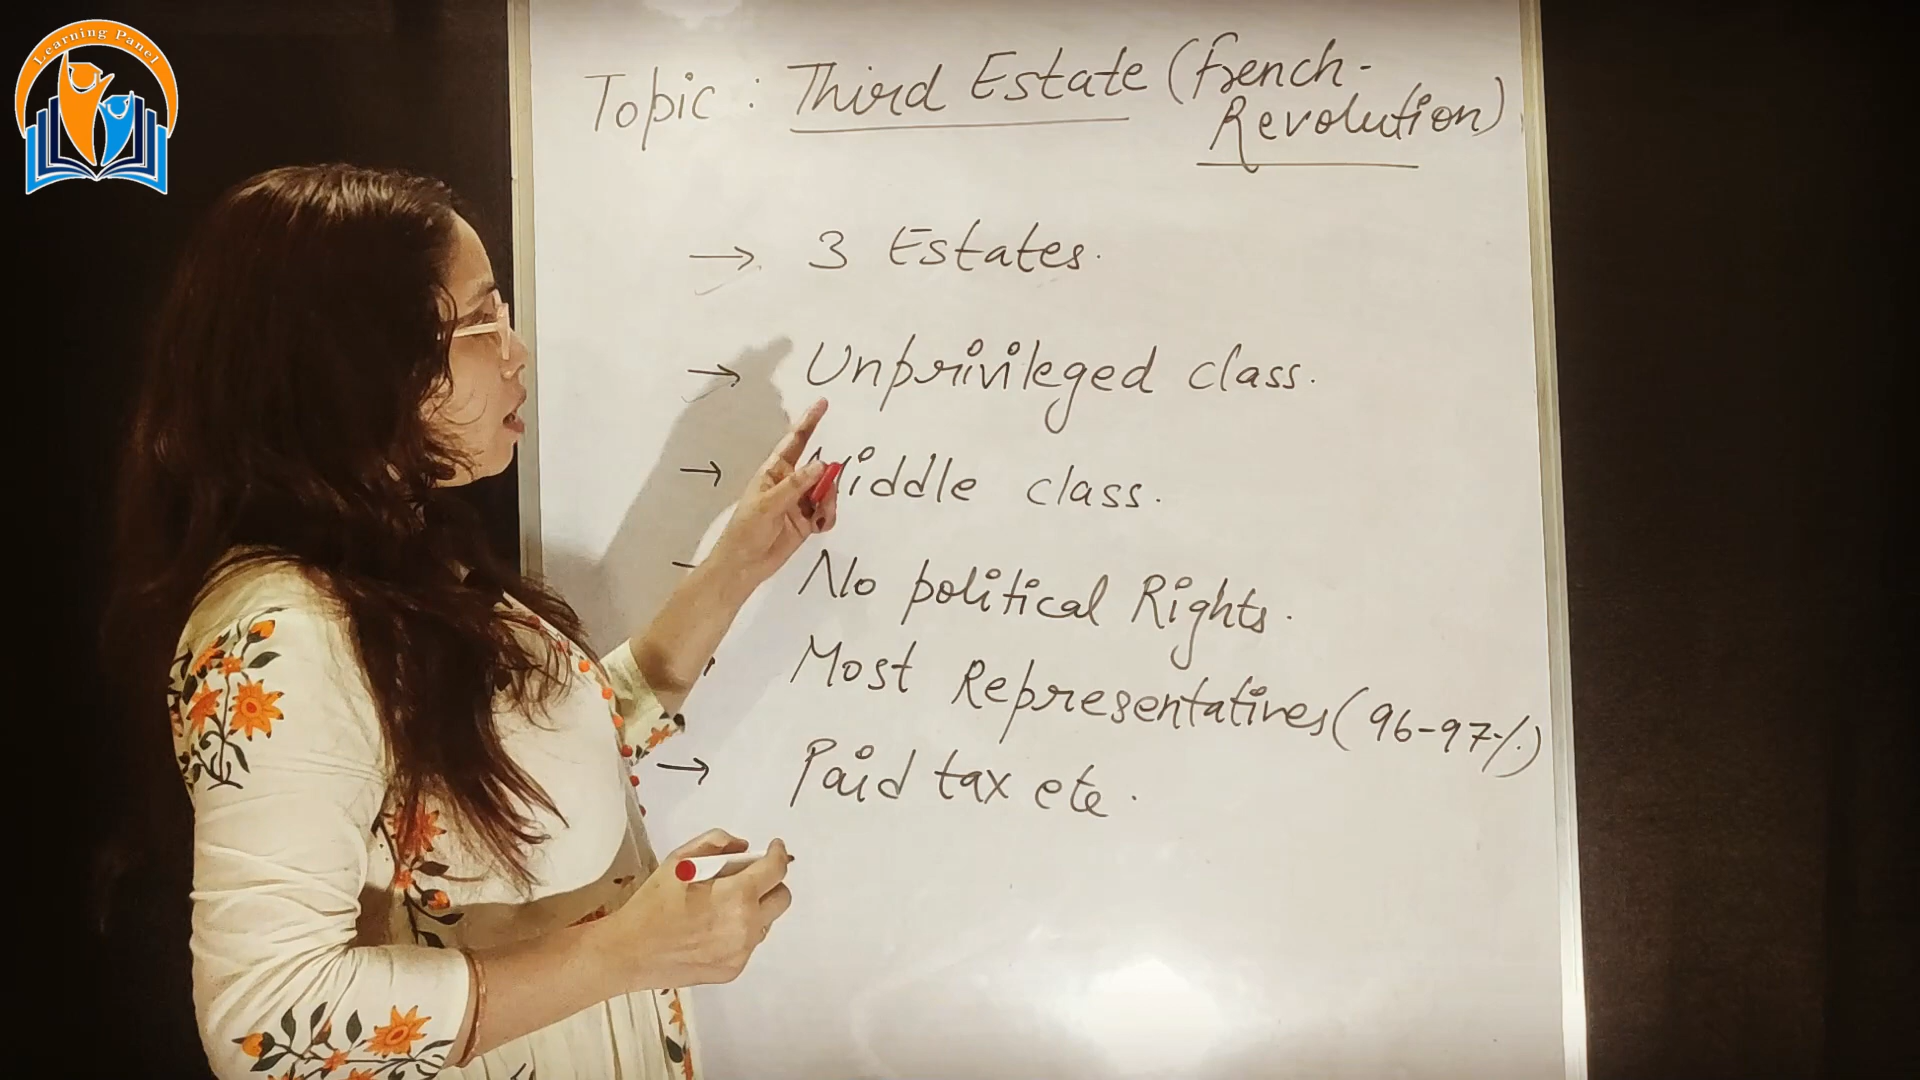 Learning Panel
Topic : Third Estate (French-
Revolution)
→ 3 Estates.
→ Unprivileged class.
→ Middle class.
No political Rights.
Most Representatives (96-97%)
→ Paid tax etc.